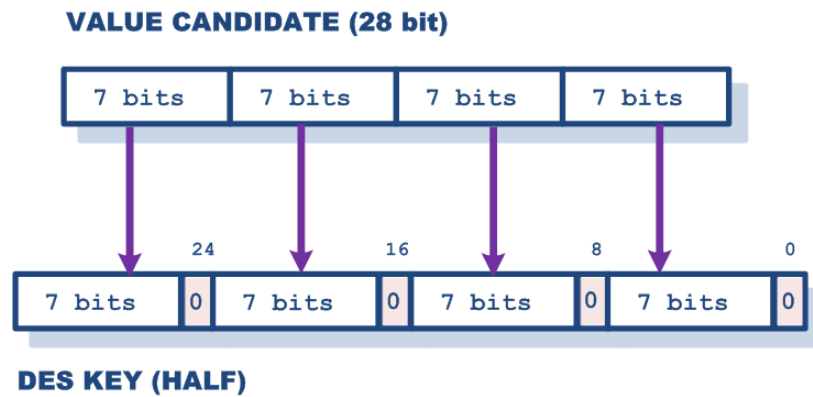 VALUE CANDIDATE (28 bit)
7 bits 7 bits 7 bits 7 bits
24 16 8 0
7 bits 0 7 bits 0 7 bits 0 7 bits 0
DES KEY (HALF)